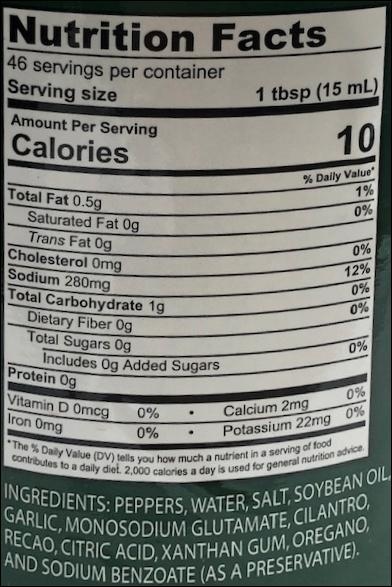 Nutrition Facts
46 servings per container
Serving size 1 tbsp (15 mL)
Amount Per Serving
Calories 10
% Daily Value*
Total Fat 0.5g 1%
Saturated Fat 0g 0%
Trans Fat 0g
Cholesterol 0mg 0%
Sodium 280mg 12%
Total Carbohydrate 1g 0%
Dietary Fiber 0g 0%
Total Sugars 0g
Includes 0g Added Sugars 0%
Protein 0g
Vitamin D 0mcg 0% • Calcium 2mg 0%
Iron 0mg 0% • Potassium 22mg 0%
*The % Daily Value (DV) tells you how much a nutrient in a serving of food
contributes to a daily diet. 2,000 calories a day is used for general nutrition advice.
INGREDIENTS: PEPPERS, WATER, SALT, SOYBEAN OIL,
GARLIC, MONOSODIUM GLUTAMATE, CILANTRO,
RECAO, CITRIC ACID, XANTHAN GUM, OREGANO,
AND SODIUM BENZOATE (AS A PRESERVATIVE).